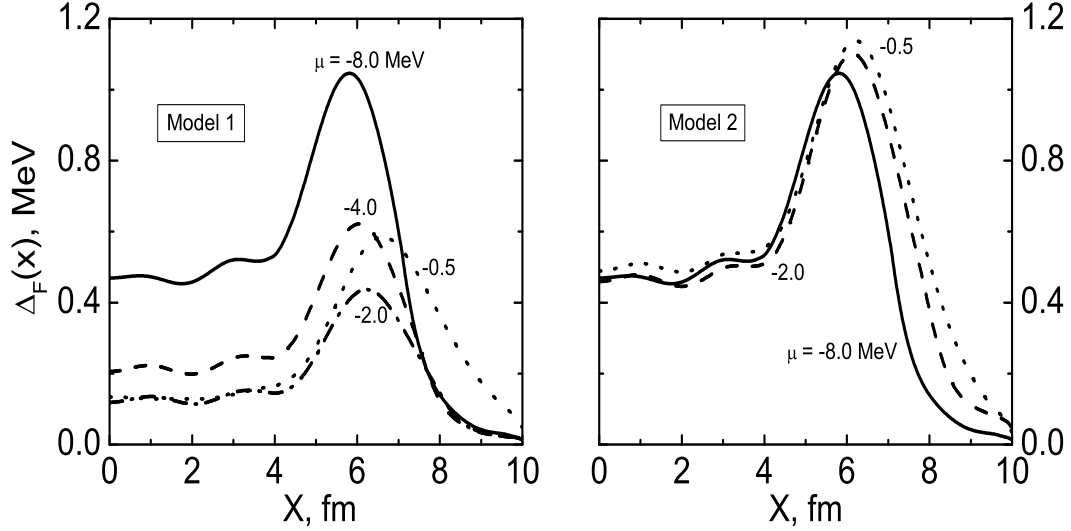 Δ_F(x), MeV
1.2
0.8
0.4
0.0
0 2 4 6 8 10
X, fm
Model 1
μ = -8.0 MeV
-4.0
-0.5
-2.0
Model 2
-0.5
-2.0
μ = -8.0 MeV
1.2
0.8
0.4
0.0
0 2 4 6 8 10
X, fm